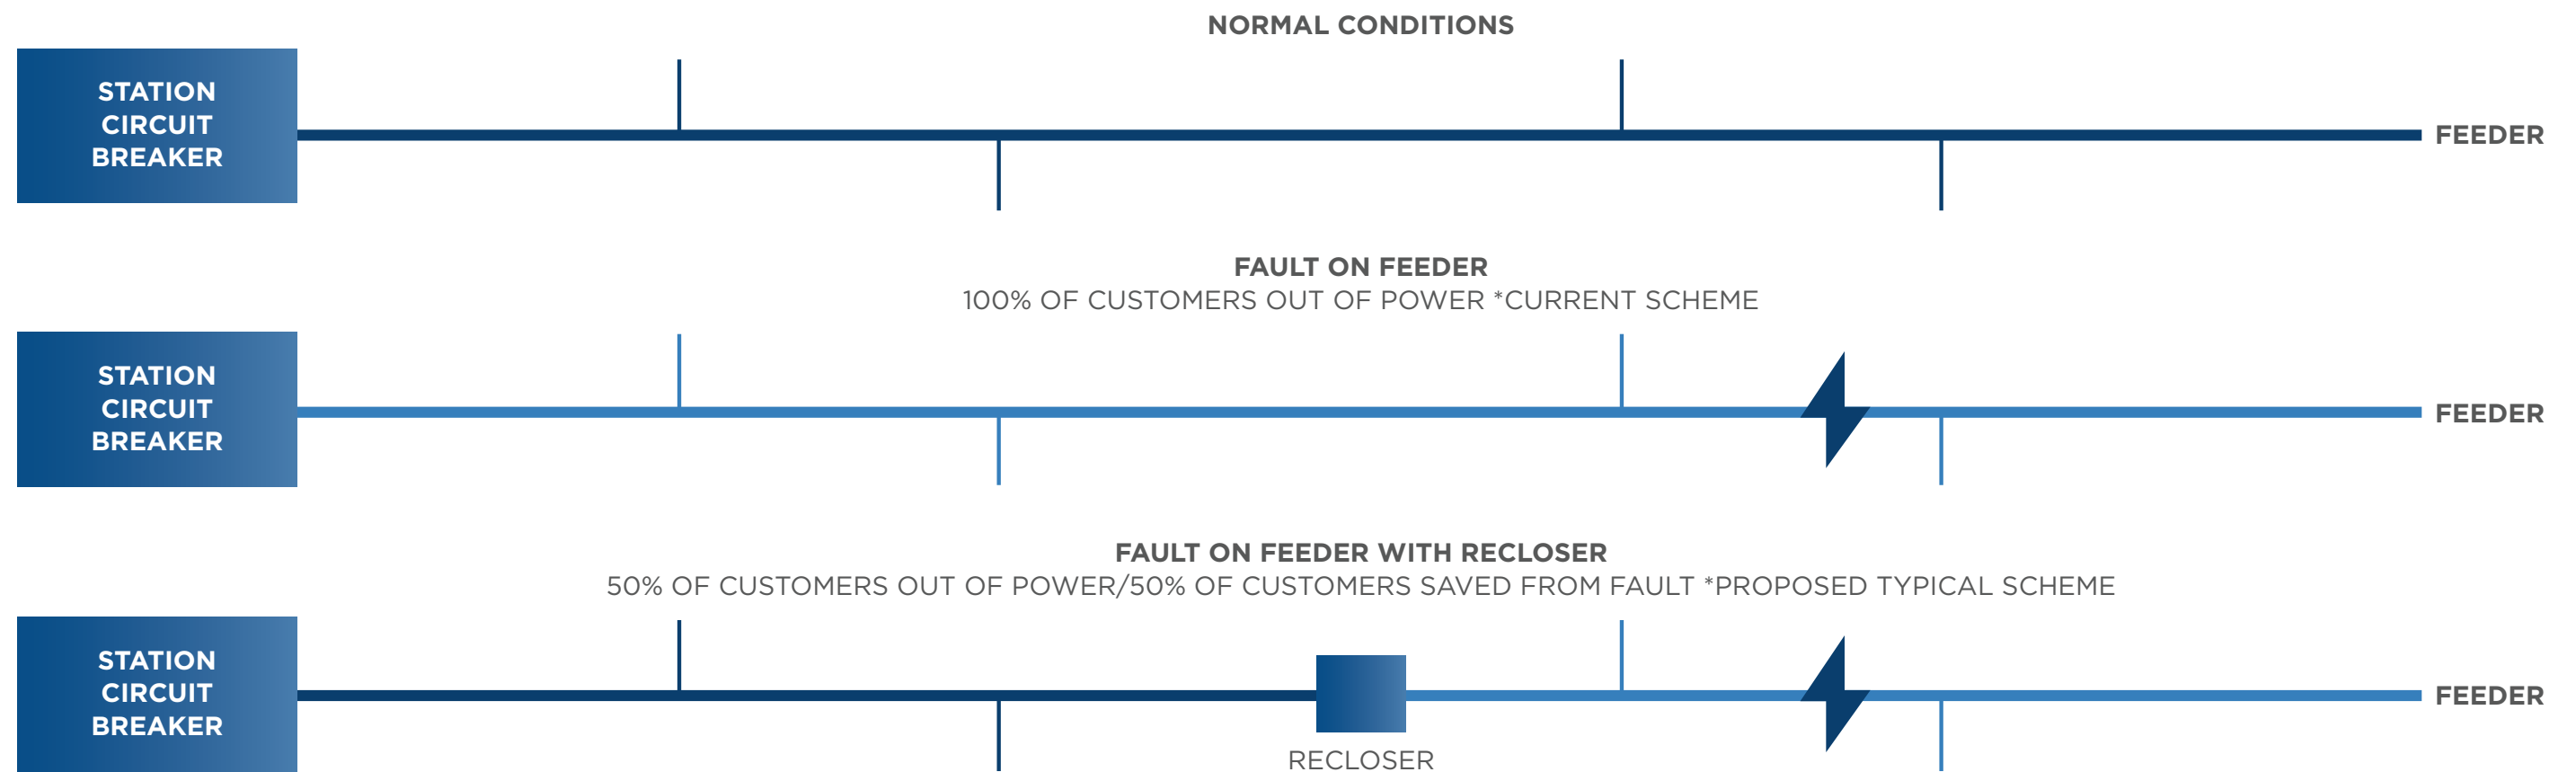 NORMAL CONDITIONS
STATION
CIRCUIT
BREAKER
FEEDER
FAULT ON FEEDER
100% OF CUSTOMERS OUT OF POWER *CURRENT SCHEME
STATION
CIRCUIT
BREAKER
FEEDER
FAULT ON FEEDER WITH RECLOSER
50% OF CUSTOMERS OUT OF POWER/50% OF CUSTOMERS SAVED FROM FAULT *PROPOSED TYPICAL SCHEME
STATION
CIRCUIT
BREAKER
FEEDER
RECLOSER